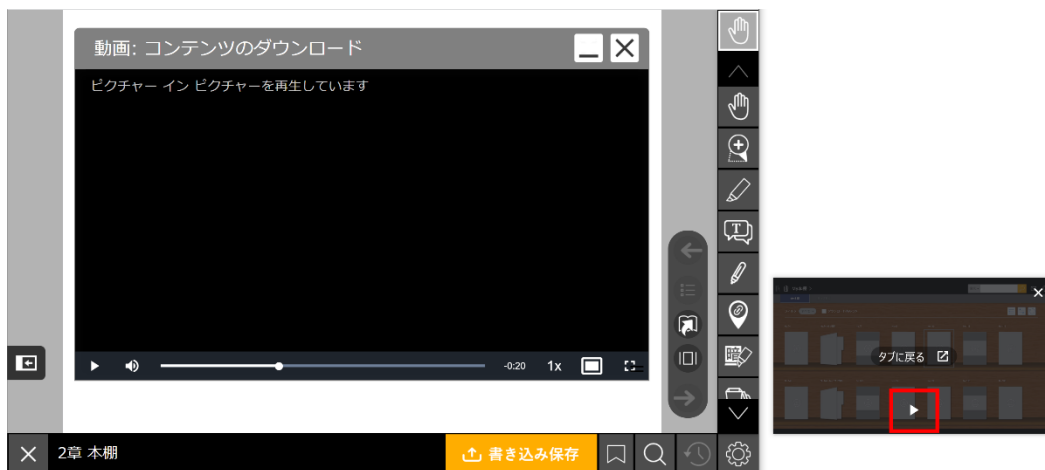 動画: コンテンツのダウンロード
ピクチャー イン ピクチャーを再生しています
T
-0:20 1x
暗
タブに戻る
2章 本棚
書き込み保存